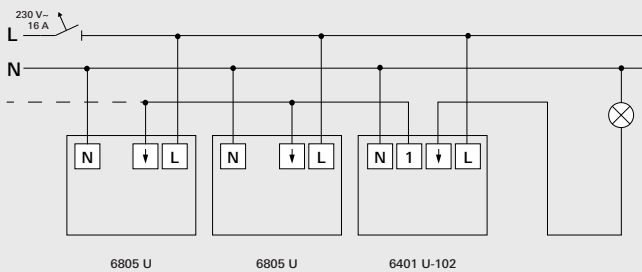 230 V~
16 A
L
N
N ↓ L
N ↓ L
N 1 ↓ L
6805 U
6805 U
6401 U-102